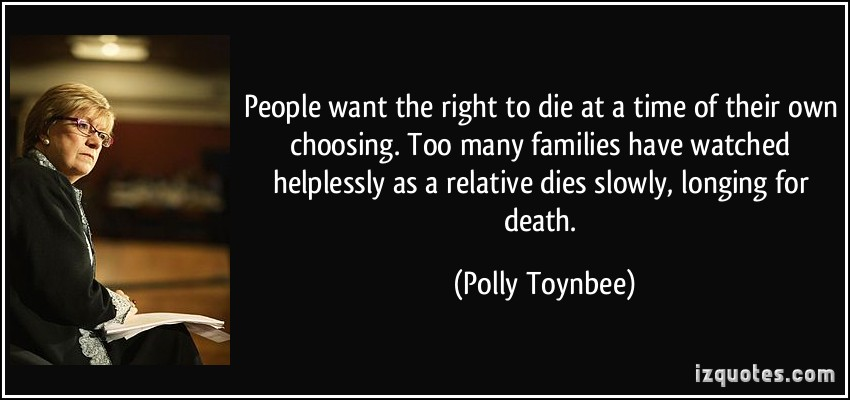 People want the right to die at a time of their own
choosing. Too many families have watched
helplessly as a relative dies slowly, longing for
death.
(Polly Toynbee)
izquotes.com